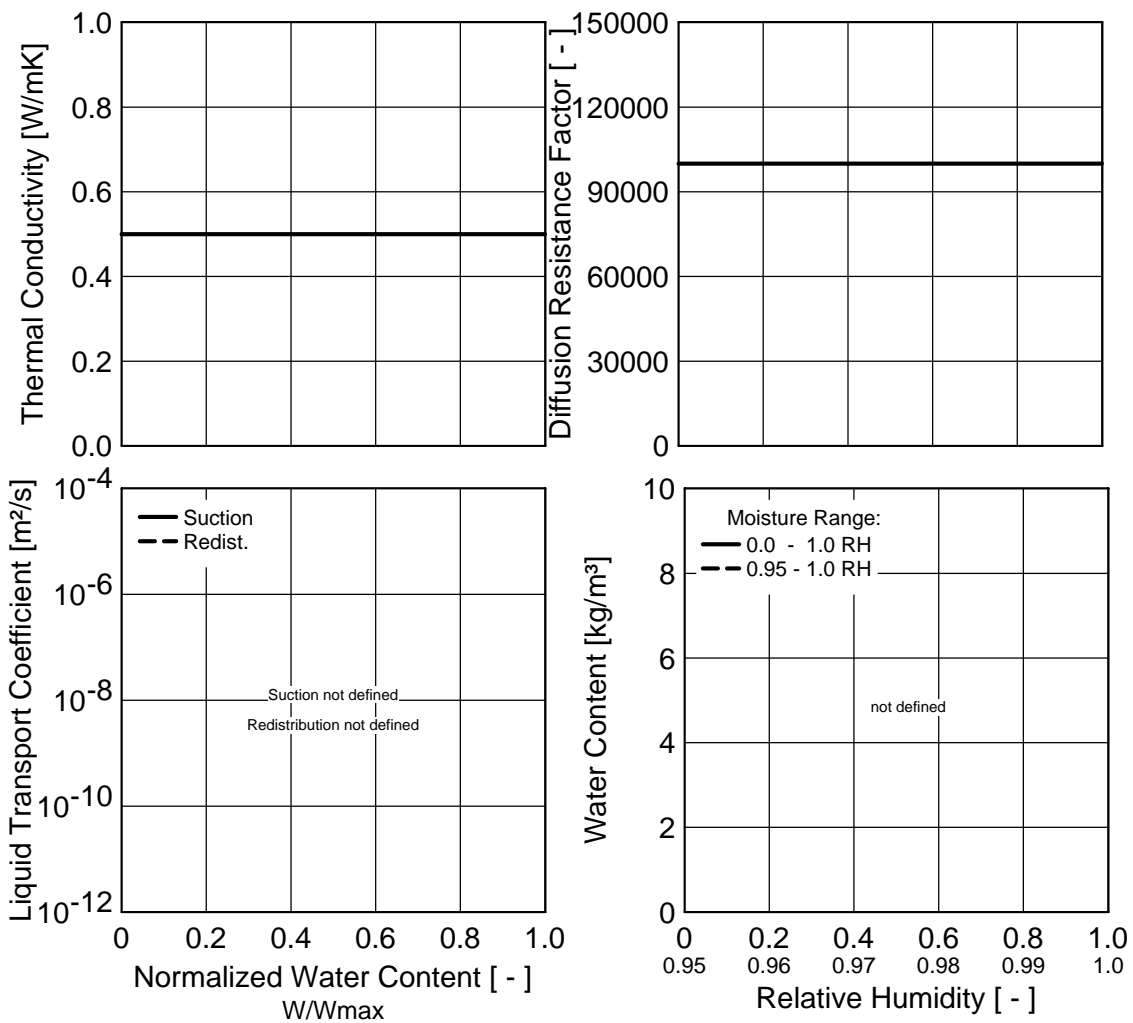 Thermal Conductivity [W/mK]
1.0
0.8
0.6
0.4
0.2
0.0
Diffusion Resistance Factor [ - ]
150000
120000
90000
60000
30000
0
Liquid Transport Coefficient [m²/s]
10-4
10-6
10-8
10-10
10-12
Suction
Redist.
Suction not defined
Redistribution not defined
0 0.2 0.4 0.6 0.8 1.0
Normalized Water Content [ - ]
W/Wmax
Water Content [kg/m³]
10
8
6
4
2
0
Moisture Range:
0.0 - 1.0 RH
0.95 - 1.0 RH
not defined
0 0.2 0.4 0.6 0.8 1.0
0.95 0.96 0.97 0.98 0.99 1.0
Relative Humidity [ - ]